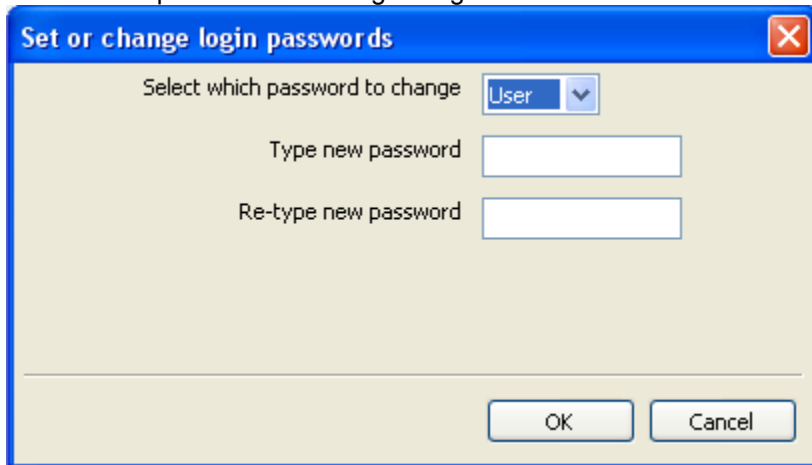 Set or change login passwords
Select which password to change User
Type new password
Re-type new password
OK Cancel